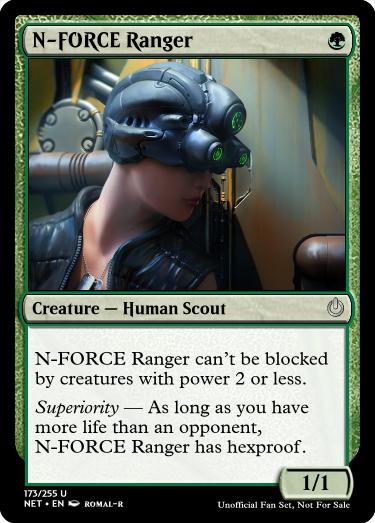 N-FORCE Ranger
Creature — Human Scout
N-FORCE Ranger can't be blocked
by creatures with power 2 or less.
Superiority — As long as you have
more life than an opponent,
N-FORCE Ranger has hexproof.
1/1
173/255 U
NET • EN ROMAL-R
Unofficial Fan Set, Not For Sale